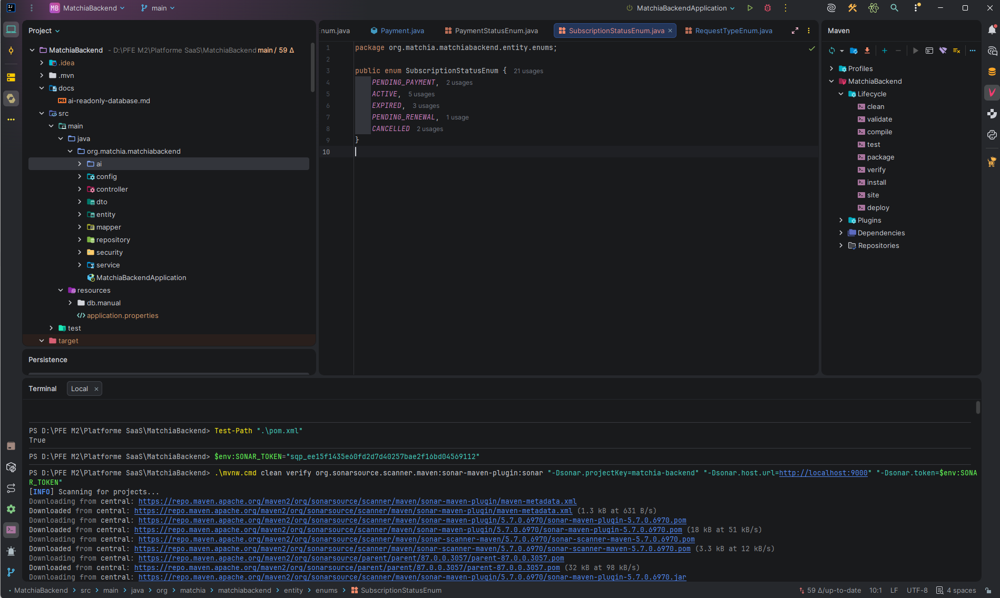 MB MatchiaBackend main MatchiaBackendApplication
Project
MatchiaBackend - D:\PFE M2\Platforme SaaS\MatchiaBackend main / 59 Δ
.idea
.mvn
docs
ai-readonly-database.md
src
main
java
org.matchia.matchiabackend
ai
config
controller
dto
entity
mapper
repository
security
service
MatchiaBackendApplication
resources
db.manual
application.properties
test
target
Persistence
Enum.java Payment.java PaymentStatusEnum.java SubscriptionStatusEnum.java RequestTypeEnum.java
1 package org.matchia.matchiabackend.entity.enums;
2
3 public enum SubscriptionStatusEnum { 21 usages
4 PENDING_PAYMENT, 2 usages
5 ACTIVE, 5 usages
6 EXPIRED, 3 usages
7 PENDING_RENEWAL, 1 usage
8 CANCELLED 2 usages
9 }
10
Maven
Profiles
MatchiaBackend
Lifecycle
clean
validate
compile
test
package
verify
install
site
deploy
Plugins
Dependencies
Repositories
Terminal Local
PS D:\PFE M2\Platforme SaaS\MatchiaBackend> Test-Path ".\pom.xml"
True
PS D:\PFE M2\Platforme SaaS\MatchiaBackend> $env:SONAR_TOKEN="sqp_ee15f1435e60fd2d7d40257bae2f16bd04569112"
PS D:\PFE M2\Platforme SaaS\MatchiaBackend> .\mvnw.cmd clean verify org.sonarsource.scanner.maven:sonar-maven-plugin:sonar "-Dsonar.projectKey=matchia-backend" "-Dsonar.host.url=http://localhost:9000" "-Dsonar.token=$env:SONA
R_TOKEN"
[INFO] Scanning for projects...
Downloading from central: https://repo.maven.apache.org/maven2/org/sonarsource/scanner/maven/sonar-maven-plugin/maven-metadata.xml
Downloaded from central: https://repo.maven.apache.org/maven2/org/sonarsource/scanner/maven/sonar-maven-plugin/maven-metadata.xml (1.3 kB at 631 B/s)
Downloading from central: https://repo.maven.apache.org/maven2/org/sonarsource/scanner/maven/sonar-maven-plugin/5.7.0.6970/sonar-maven-plugin-5.7.0.6970.pom
Downloaded from central: https://repo.maven.apache.org/maven2/org/sonarsource/scanner/maven/sonar-maven-plugin/5.7.0.6970/sonar-maven-plugin-5.7.0.6970.pom (18 kB at 51 kB/s)
Downloading from central: https://repo.maven.apache.org/maven2/org/sonarsource/scanner/maven/sonar-scanner-maven/5.7.0.6970/sonar-scanner-maven-5.7.0.6970.pom
Downloaded from central: https://repo.maven.apache.org/maven2/org/sonarsource/scanner/maven/sonar-scanner-maven/5.7.0.6970/sonar-scanner-maven-5.7.0.6970.pom (3.3 kB at 12 kB/s)
Downloading from central: https://repo.maven.apache.org/maven2/org/sonarsource/parent/parent/87.0.0.3057/parent-87.0.0.3057.pom
Downloaded from central: https://repo.maven.apache.org/maven2/org/sonarsource/parent/parent/87.0.0.3057/parent-87.0.0.3057.pom (32 kB at 98 kB/s)
Downloading from central: https://repo.maven.apache.org/maven2/org/sonarsource/scanner/maven/sonar-maven-plugin/5.7.0.6970/sonar-maven-plugin-5.7.0.6970.jar
MatchiaBackend > src > main > java > org > matchia > matchiabackend > entity > enums > SubscriptionStatusEnum 59 Δ/up-to-date 10:1 LF UTF-8 4 spaces